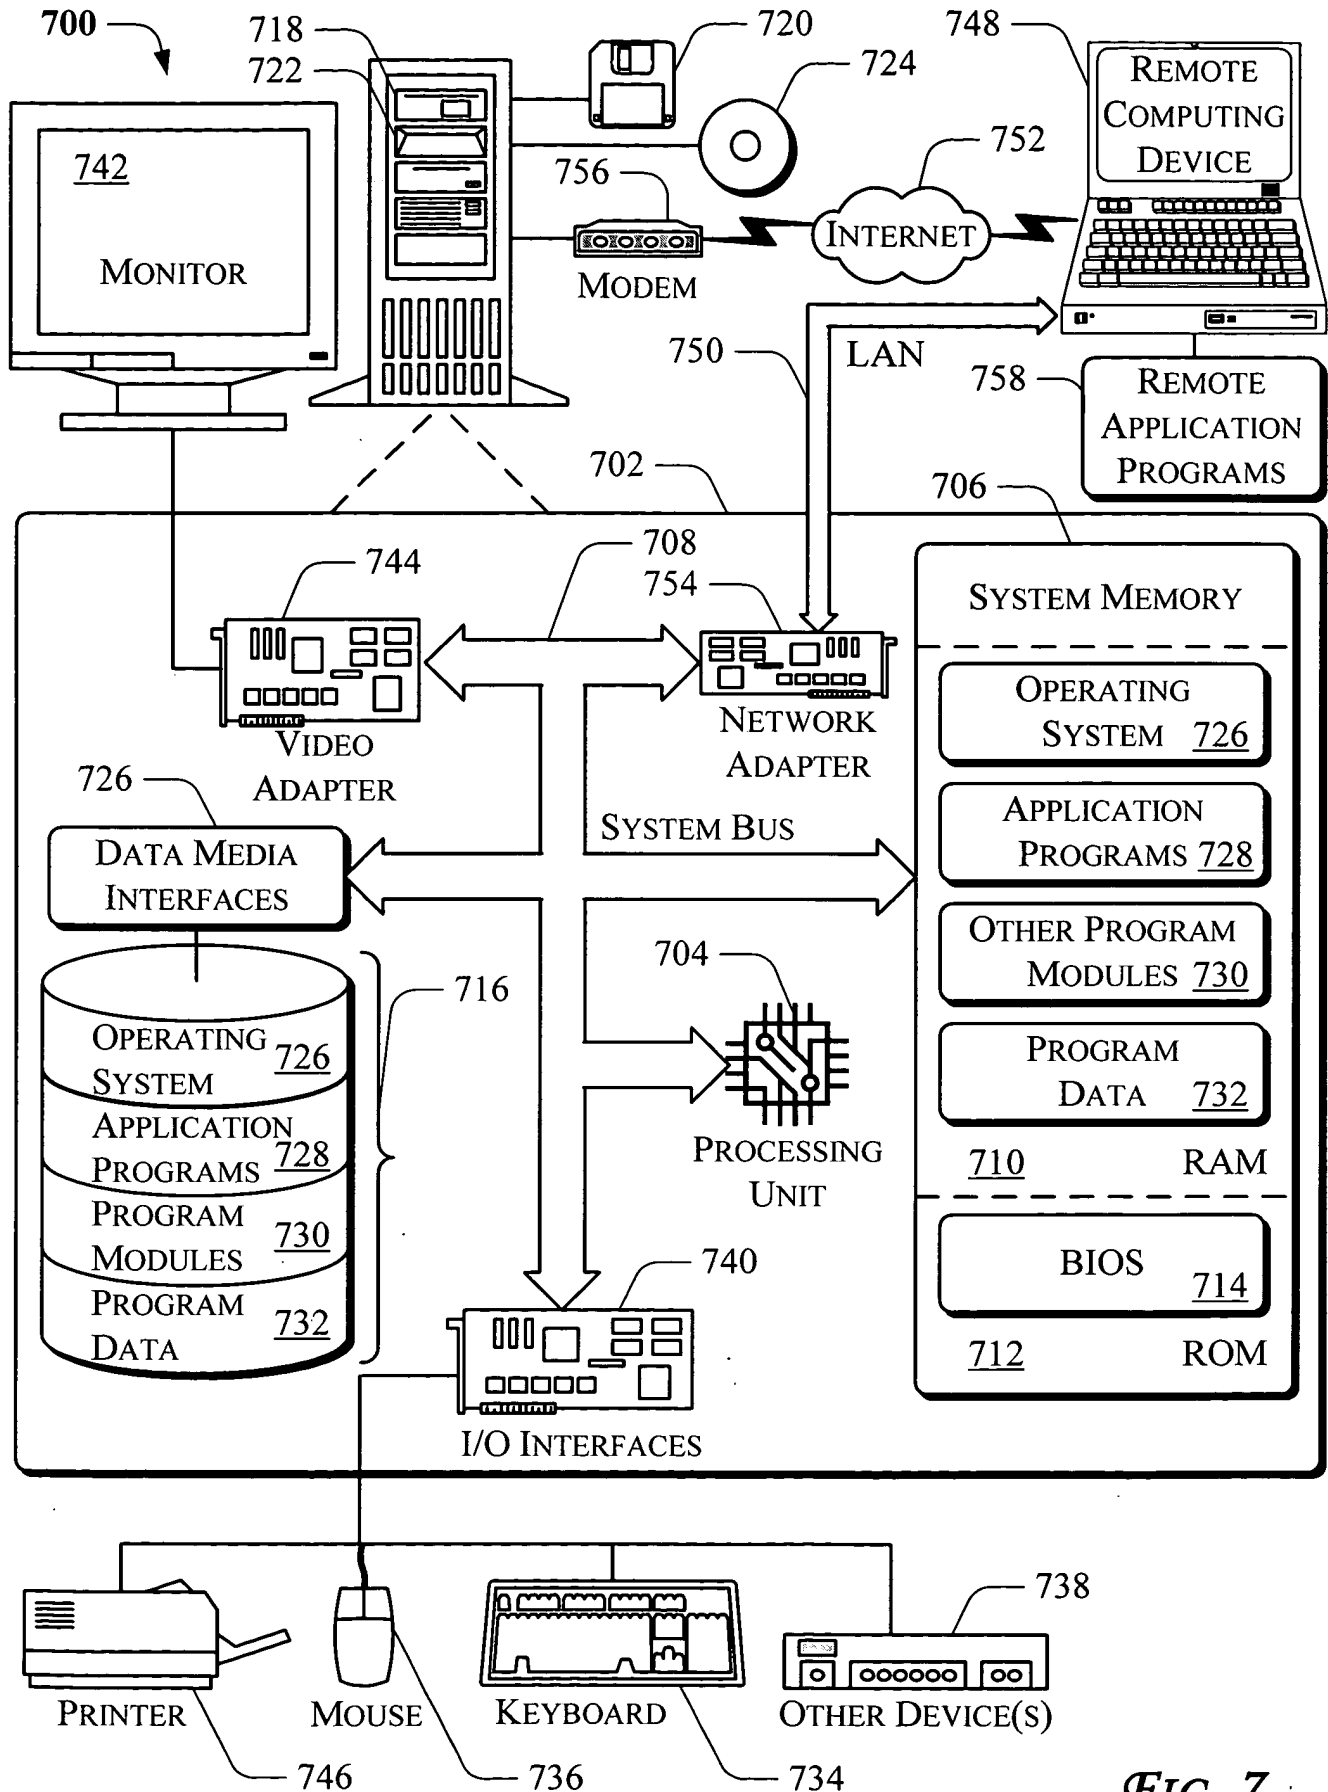 700
718
722
720
724
748
REMOTE
COMPUTING
DEVICE
742
MONITOR
756
MODEM
752
INTERNET
750
LAN
758
REMOTE
APPLICATION
PROGRAMS
702
706
744
708
754
SYSTEM MEMORY
OPERATING
SYSTEM 726
VIDEO
ADAPTER
NETWORK
ADAPTER
726
DATA MEDIA
INTERFACES
SYSTEM BUS
APPLICATION
PROGRAMS 728
OTHER PROGRAM
MODULES 730
704
716
OPERATING
SYSTEM 726
APPLICATION
PROGRAMS 728
PROGRAM
MODULES 730
PROGRAM
DATA 732
PROCESSING
UNIT
PROGRAM
DATA 732
710 RAM
BIOS 714
712 ROM
740
I/O INTERFACES
738
PRINTER
MOUSE
KEYBOARD
OTHER DEVICE(S)
746
736
734
FIG. 7